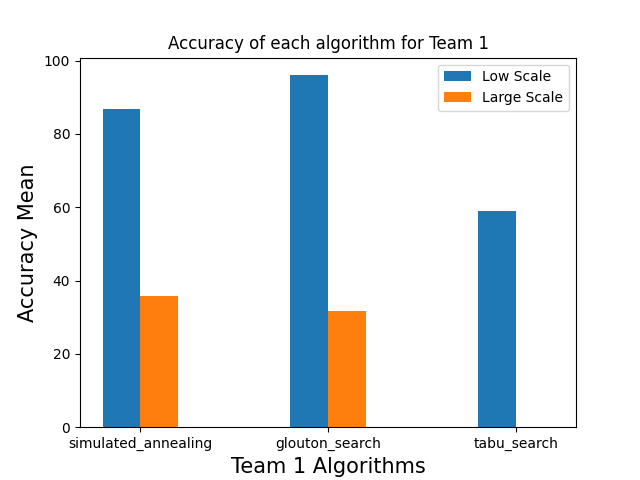 Accuracy of each algorithm for Team 1
Low Scale
Large Scale
Accuracy Mean
100
80
60
40
20
0
simulated_annealing
glouton_search
tabu_search
Team 1 Algorithms